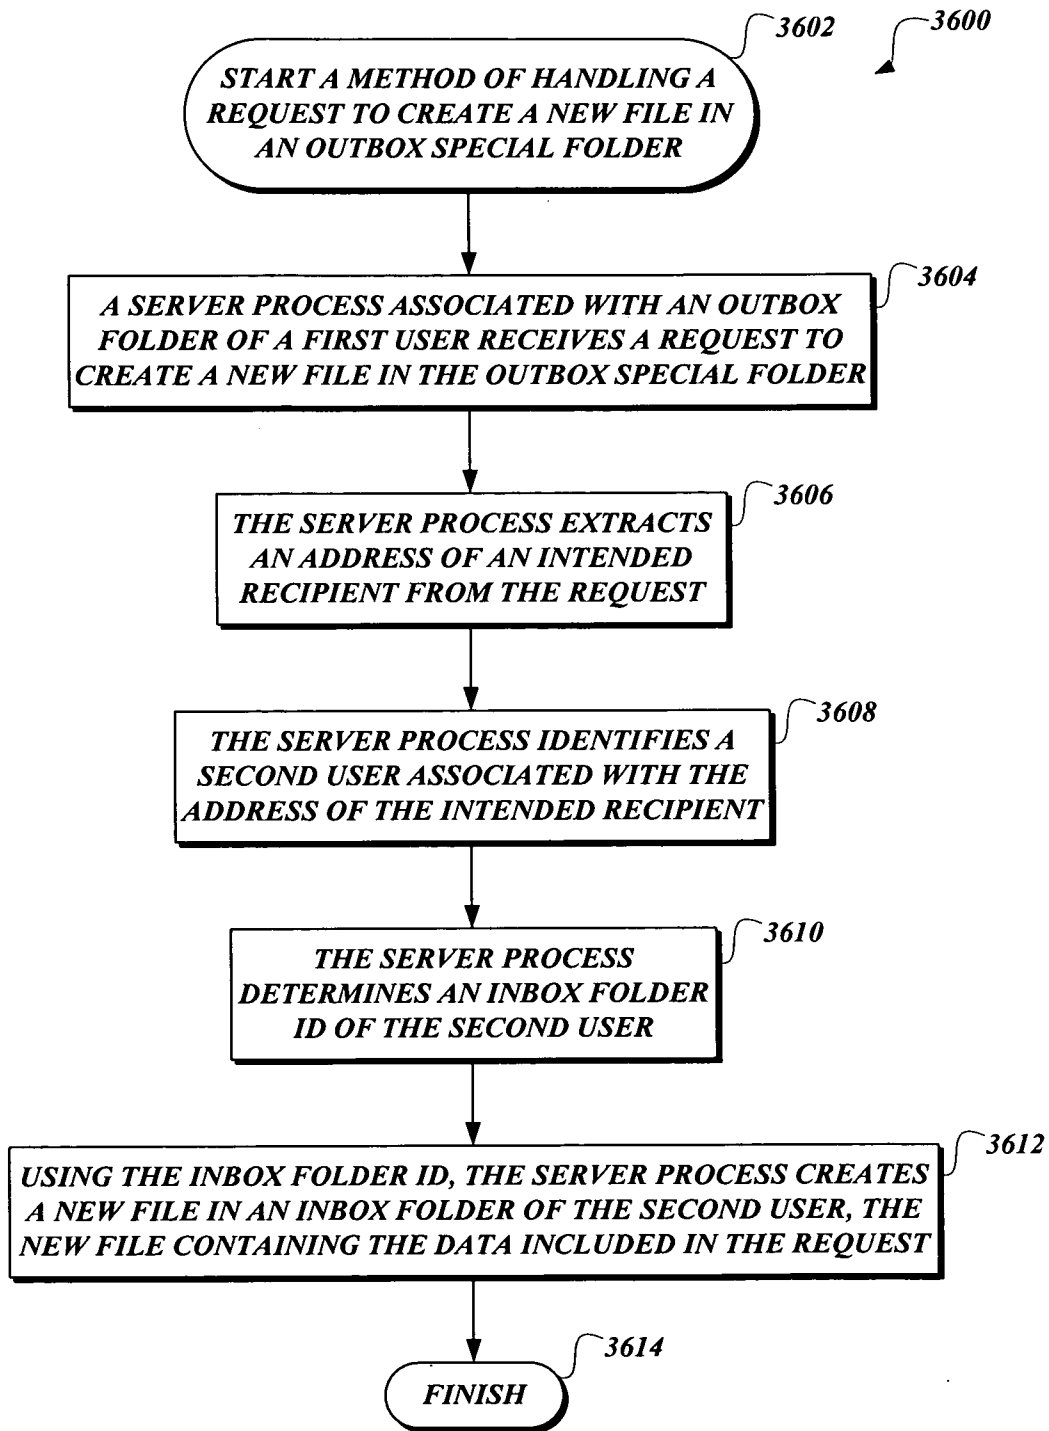 3602
3600
START A METHOD OF HANDLING A
REQUEST TO CREATE A NEW FILE IN
AN OUTBOX SPECIAL FOLDER
3604
A SERVER PROCESS ASSOCIATED WITH AN OUTBOX
FOLDER OF A FIRST USER RECEIVES A REQUEST TO
CREATE A NEW FILE IN THE OUTBOX SPECIAL FOLDER
3606
THE SERVER PROCESS EXTRACTS
AN ADDRESS OF AN INTENDED
RECIPIENT FROM THE REQUEST
3608
THE SERVER PROCESS IDENTIFIES A
SECOND USER ASSOCIATED WITH THE
ADDRESS OF THE INTENDED RECIPIENT
3610
THE SERVER PROCESS
DETERMINES AN INBOX FOLDER
ID OF THE SECOND USER
3612
USING THE INBOX FOLDER ID, THE SERVER PROCESS CREATES
A NEW FILE IN AN INBOX FOLDER OF THE SECOND USER, THE
NEW FILE CONTAINING THE DATA INCLUDED IN THE REQUEST
3614
FINISH